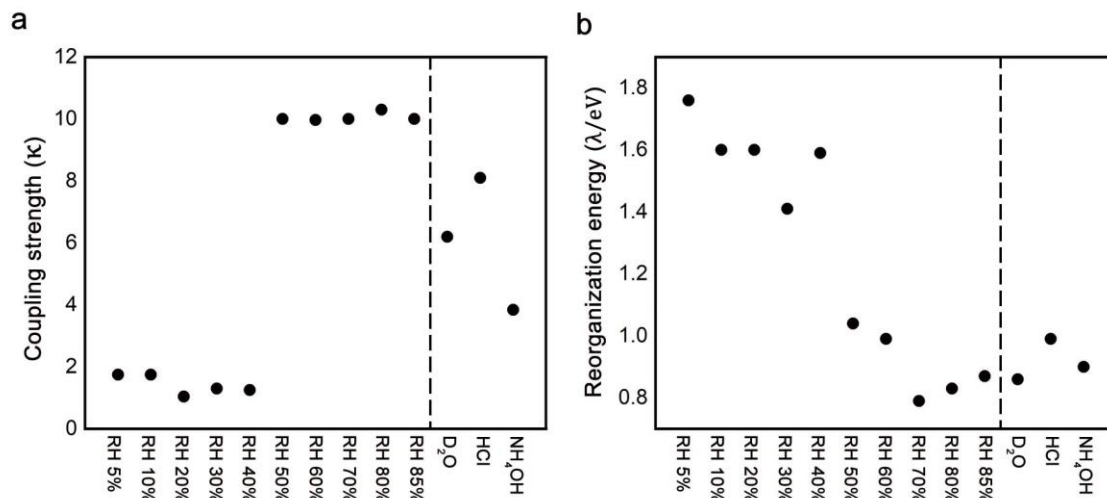 a
Coupling strength (κ)
12
10
8
6
4
2
0
RH 5%
RH 10%
RH 20%
RH 30%
RH 40%
RH 50%
RH 60%
RH 70%
RH 80%
RH 85%
D₂O
HCl
NH₄OH
b
Reorganization energy (λ/eV)
1.8
1.6
1.4
1.2
1.0
0.8
RH 5%
RH 10%
RH 20%
RH 30%
RH 40%
RH 50%
RH 60%
RH 70%
RH 80%
RH 85%
D₂O
HCl
NH₄OH